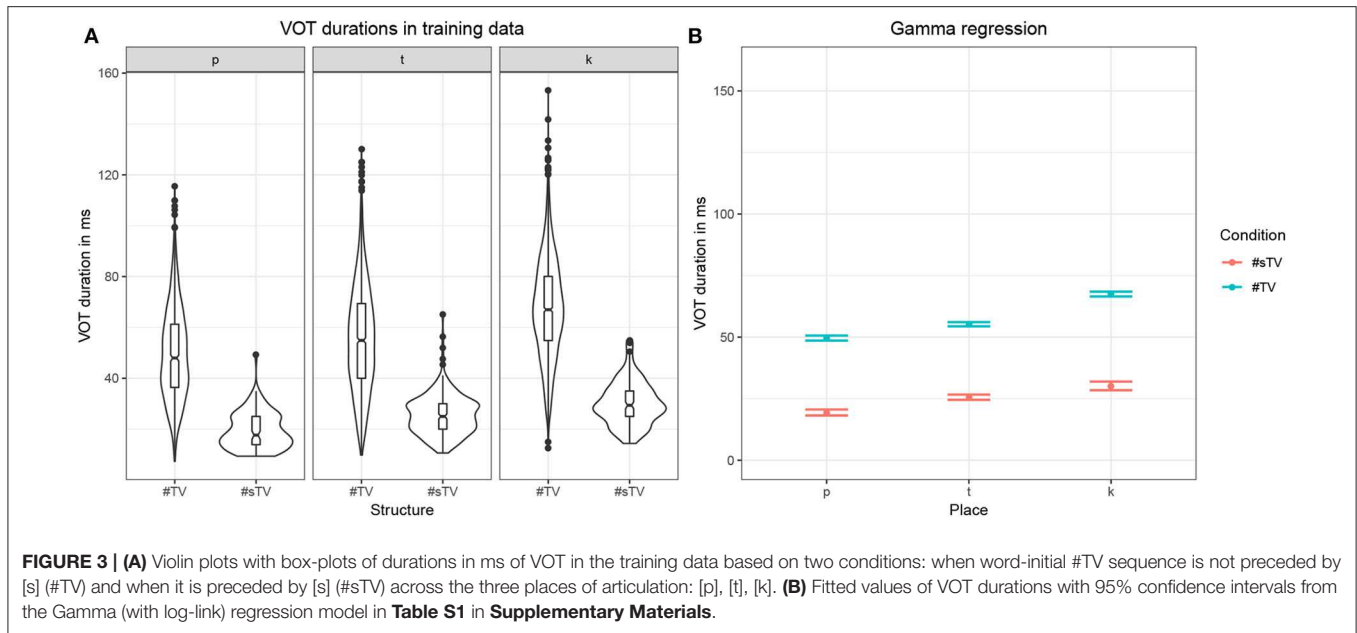 A
VOT durations in training data
p
t
k
160
120
80
40
VOT duration in ms
#TV
#sTV
#TV
#sTV
#TV
#sTV
Structure
B
Gamma regression
150
100
50
0
VOT duration in ms
p
t
k
Place
Condition
#sTV
#TV
FIGURE 3 | (A) Violin plots with box-plots of durations in ms of VOT in the training data based on two conditions: when word-initial #TV sequence is not preceded by
[s] (#TV) and when it is preceded by [s] (#sTV) across the three places of articulation: [p], [t], [k]. (B) Fitted values of VOT durations with 95% confidence intervals from
the Gamma (with log-link) regression model in Table S1 in Supplementary Materials.